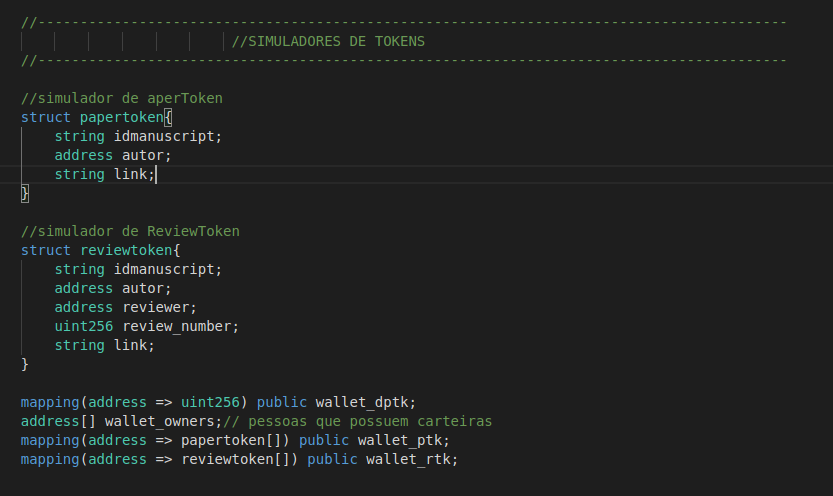 //-----------------------------------------------------------------------------------------
//SIMULADORES DE TOKENS
//-----------------------------------------------------------------------------------------
//simulador de aperToken
struct papertoken{
string idmanuscript;
address autor;
string link;
}
//simulador de ReviewToken
struct reviewtoken{
string idmanuscript;
address autor;
address reviewer;
uint256 review_number;
string link;
}
mapping(address => uint256) public wallet_dptk;
address[] wallet_owners;// pessoas que possuem carteiras
mapping(address => papertoken[]) public wallet_ptk;
mapping(address => reviewtoken[]) public wallet_rtk;